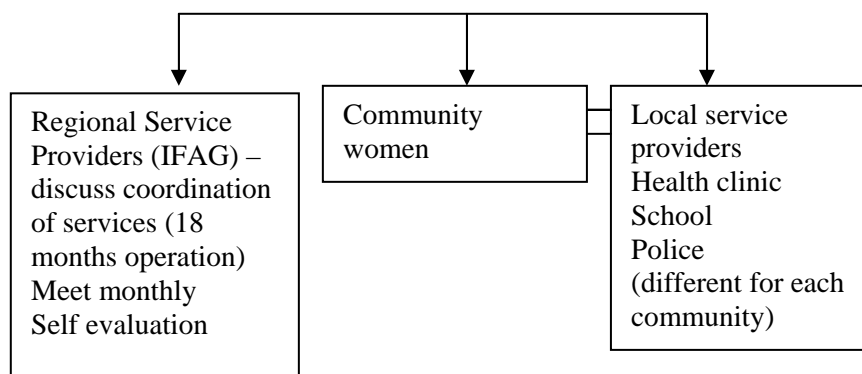 Regional Service
Providers (IFAG) –
discuss coordination
of services (18
months operation)
Meet monthly
Self evaluation
Community
women
Local service
providers
Health clinic
School
Police
(different for each
community)